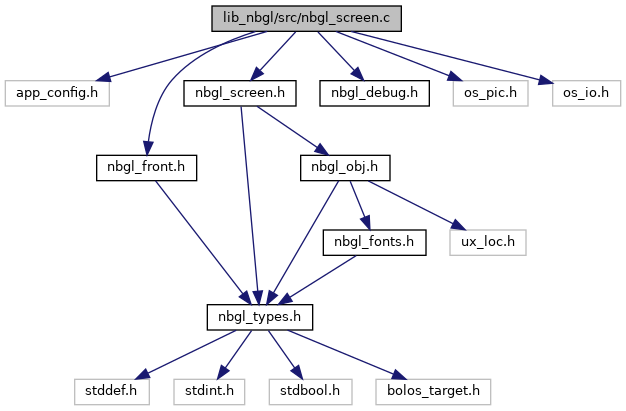 lib_nbgl/src/nbgl_screen.c
app_config.h
nbgl_screen.h
nbgl_debug.h
os_pic.h
os_io.h
nbgl_front.h
nbgl_obj.h
nbgl_fonts.h
ux_loc.h
nbgl_types.h
stddef.h
stdint.h
stdbool.h
bolos_target.h